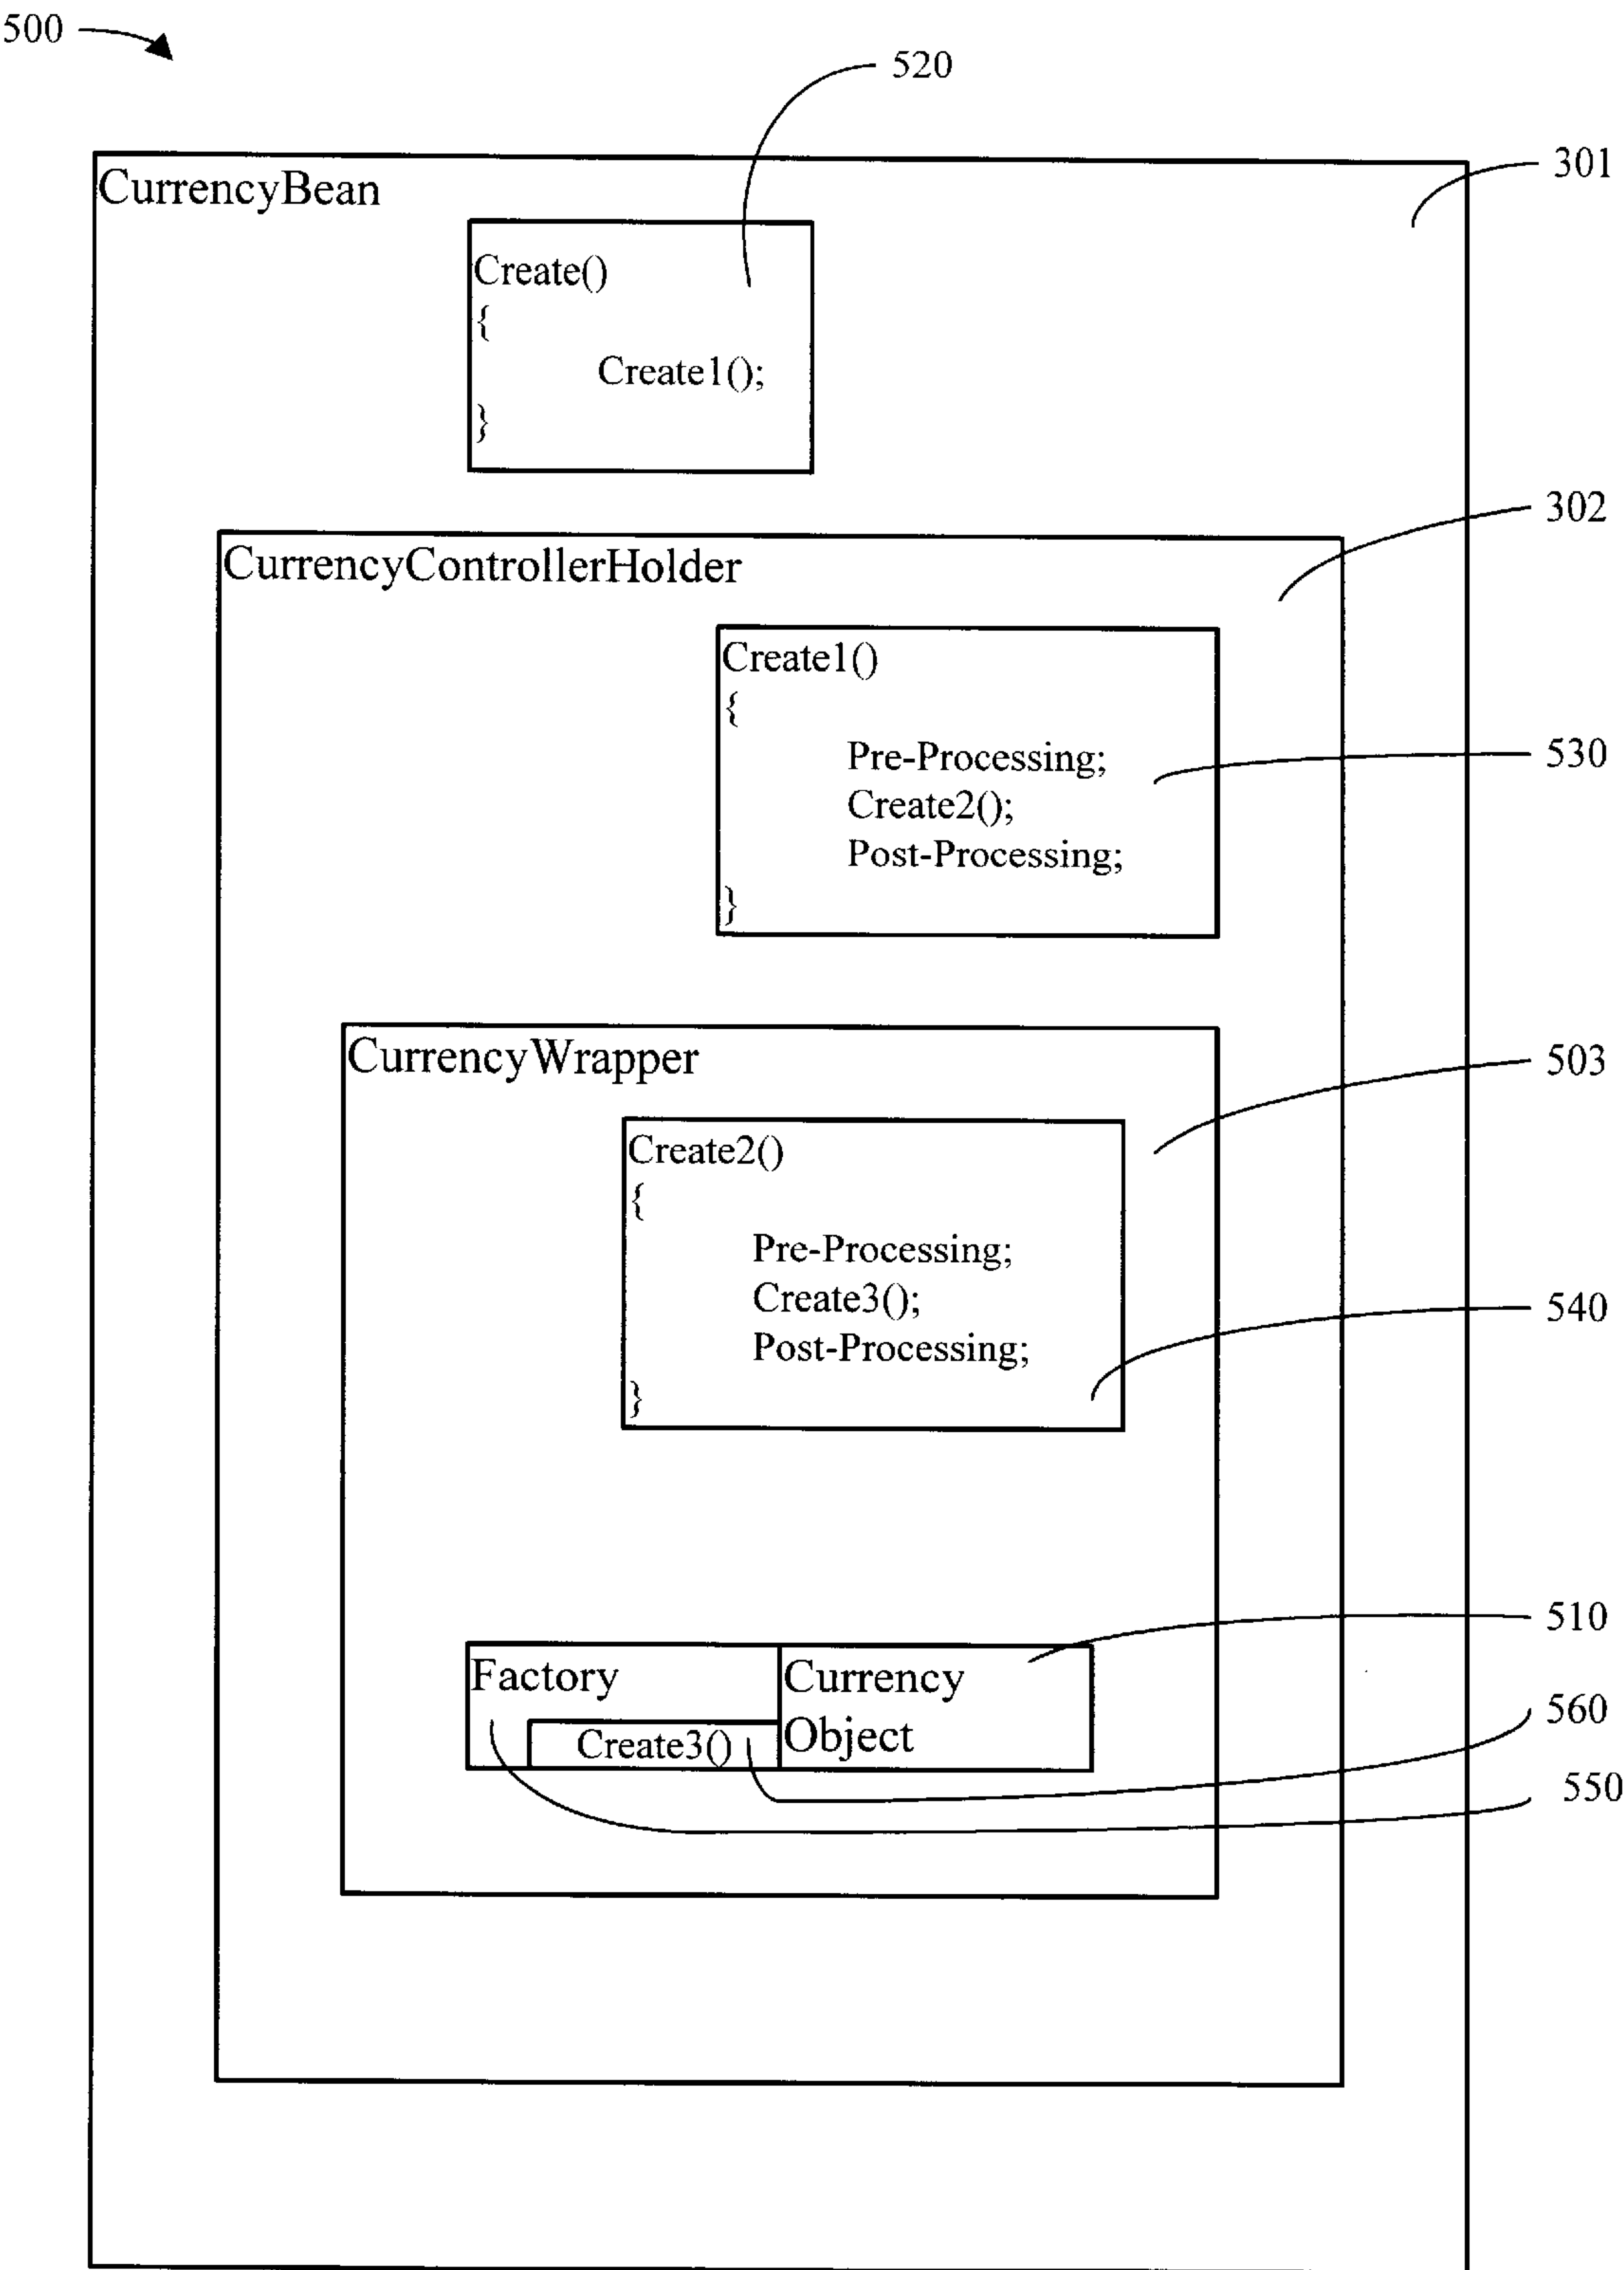 500
520
301
CurrencyBean
Create()
{
Create1();
}
302
CurrencyControllerHolder
Create1()
{
Pre-Processing;
530
Create2();
Post-Processing;
}
CurrencyWrapper
503
Create2()
{
Pre-Processing;
Create3();
540
Post-Processing;
}
510
Factory
Currency
Object
560
Create3()
550